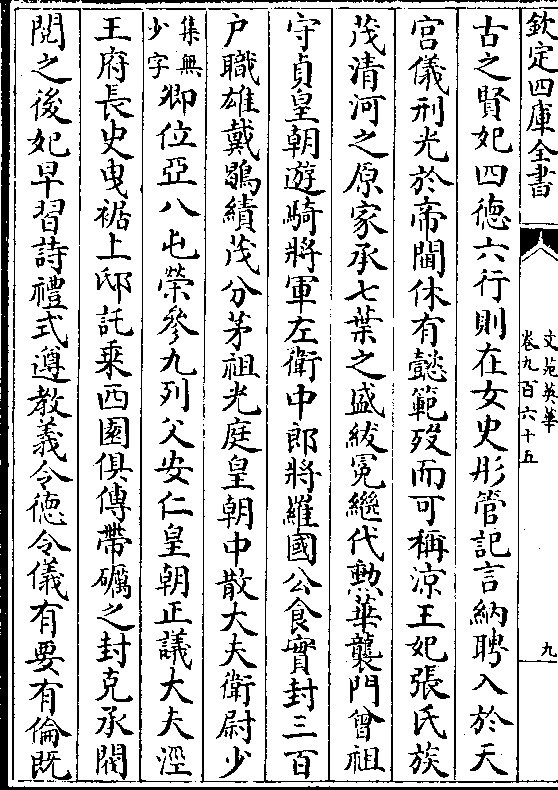 欽定四庫全書
文苑英華
卷九百六十五
九
古之賢妃四徳六行則在女史彤管記言納聘入於天
宫儀刑光於帝閫休有懿範殁而可稱凉王妃張氏族
茂清河之原家承七葉之盛紱冕繼代勲華襲門曾祖
守貞皇朝遊騎將軍左衛中郎將羅國公食實封三百
户職雄戴鶡績茂分茅祖光庭皇朝中散大夫衛尉少
集無
少字
卿位亞八屯榮參九列父安仁皇朝正議大夫涇
王府長史曳裾上邸託乗西園俱傳帶礪之封克承閥
閲之後妃早習詩禮式遵教義令徳令儀有要有倫既